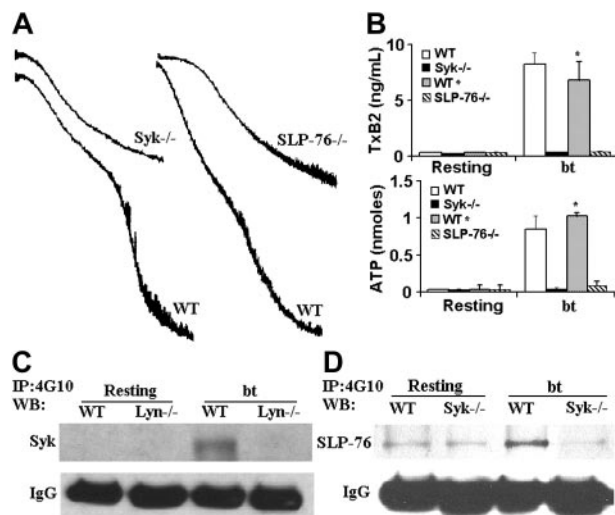 A
Syk-/-
SLP-76-/-
WT
WT
B
WT
Syk-/-
WT*
SLP-76-/-
10
5
0
TxB2 (ng/mL)
*
Resting
bt
WT
Syk-/-
WT*
SLP-76-/-
1.5
1
0.5
0
ATP (nmoles)
*
Resting
bt
C
IP:4G10
Resting
bt
WB:
WT
Lyn-/-
WT
Lyn-/-
Syk
IgG
D
IP:4G10
Resting
bt
WB:
WT
Syk-/-
WT
Syk-/-
SLP-76
IgG